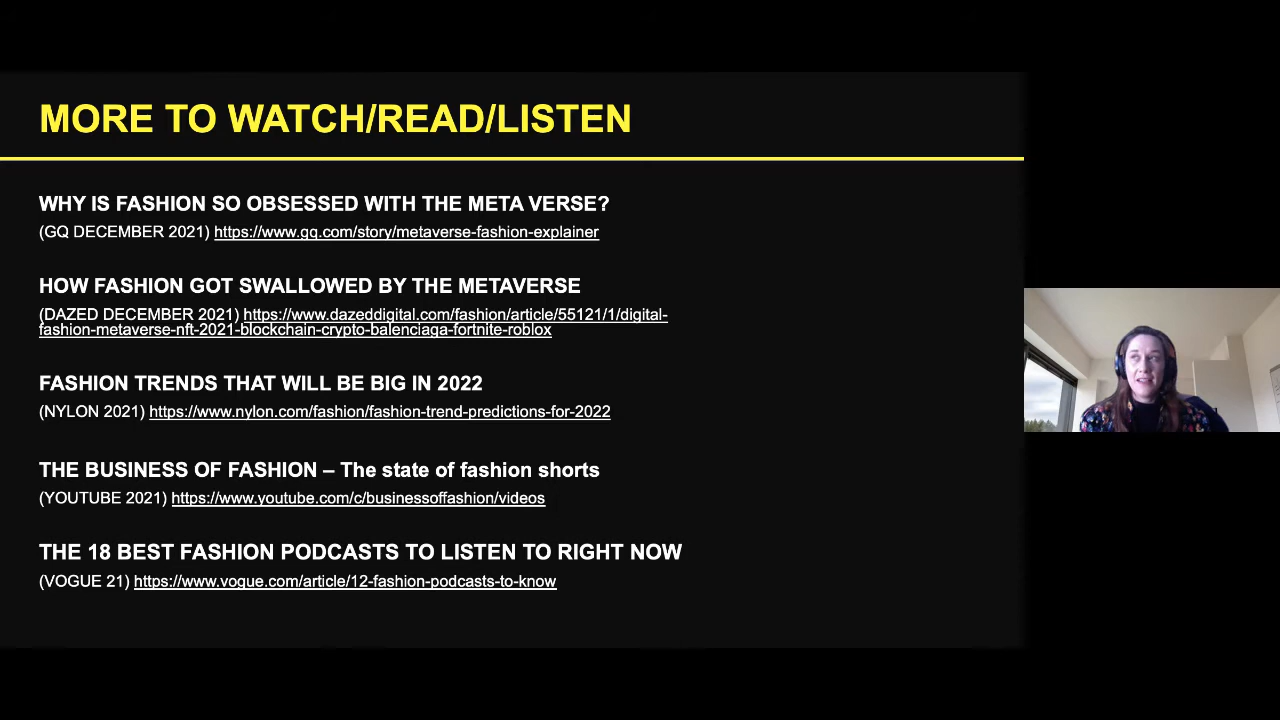 MORE TO WATCH/READ/LISTEN
WHY IS FASHION SO OBSESSED WITH THE META VERSE?
(GQ DECEMBER 2021) https://www.gq.com/story/metaverse-fashion-explainer
HOW FASHION GOT SWALLOWED BY THE METAVERSE
(DAZED DECEMBER 2021) https://www.dazeddigital.com/fashion/article/55121/1/digital-
fashion-metaverse-nft-2021-blockchain-crypto-balenciaga-fortnite-roblox
FASHION TRENDS THAT WILL BE BIG IN 2022
(NYLON 2021) https://www.nylon.com/fashion/fashion-trend-predictions-for-2022
THE BUSINESS OF FASHION – The state of fashion shorts
(YOUTUBE 2021) https://www.youtube.com/c/businessoffashion/videos
THE 18 BEST FASHION PODCASTS TO LISTEN TO RIGHT NOW
(VOGUE 21) https://www.vogue.com/article/12-fashion-podcasts-to-know